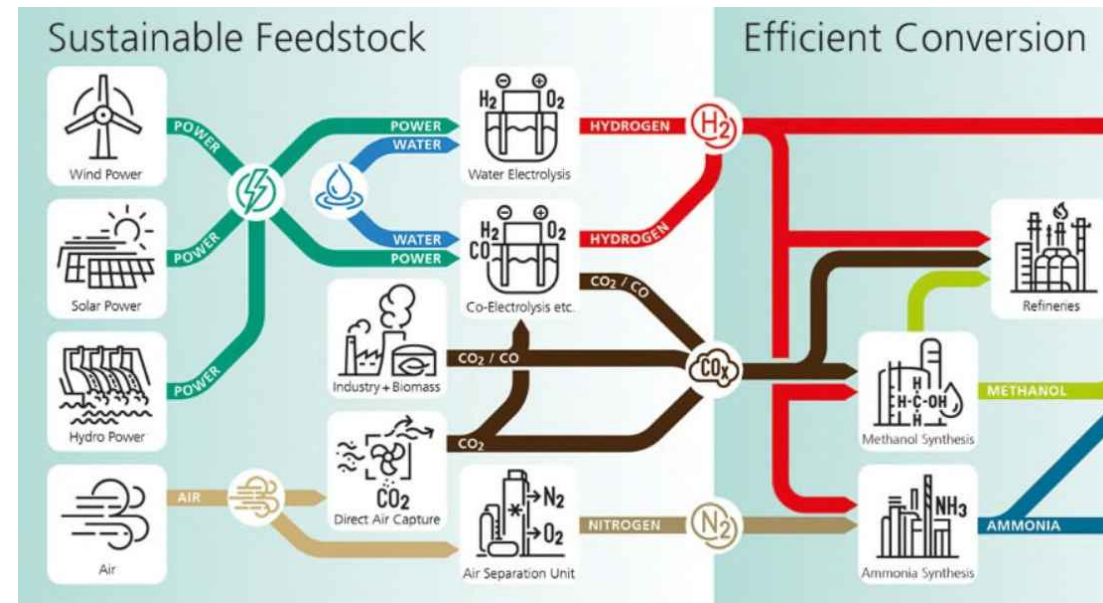 Sustainable Feedstock
Efficient Conversion
Wind Power
POWER
POWER
WATER
H2 O2
Water Electrolysis
HYDROGEN
H2
Solar Power
POWER
WATER
POWER
H2 O2
CO
Co-Electrolysis etc.
HYDROGEN
CO2 / CO
Refineries
Hydro Power
POWER
Industry + Biomass
CO2 / CO
COx
H
H-C-OH
H
Methanol Synthesis
METHANOL
Air
AIR
CO2
Direct Air Capture
CO2
N2
O2
Air Separation Unit
NITROGEN
N2
NH3
Ammonia Synthesis
AMMONIA